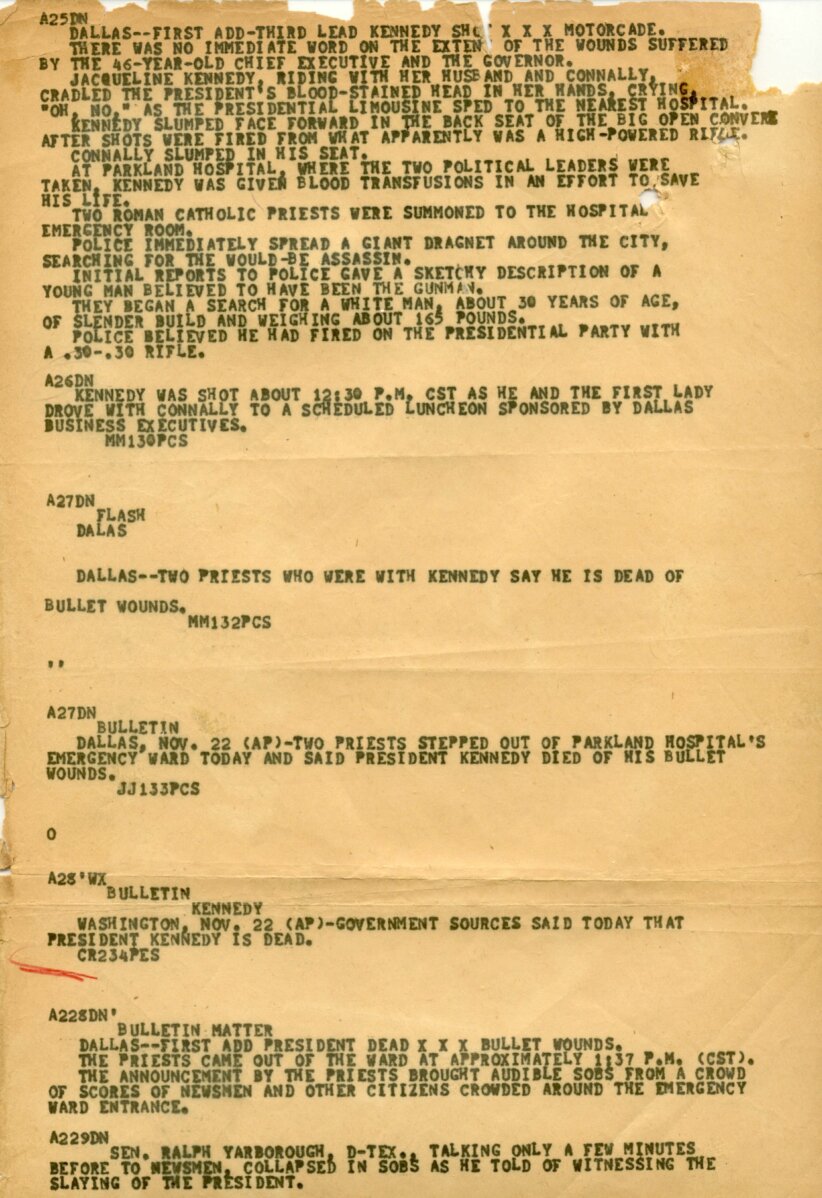 A25DN
DALLAS--FIRST ADD-THIRD LEAD KENNEDY SHOT X X X MOTORCADE.
THERE WAS NO IMMEDIATE WORD ON THE EXTENT OF THE WOUNDS SUFFERED
BY THE 46-YEAR-OLD CHIEF EXECUTIVE AND THE GOVERNOR.
JACQUELINE KENNEDY, RIDING WITH HER HUSBAND AND CONNALLY,
CRADLED THE PRESIDENT'S BLOOD-STAINED HEAD IN HER HANDS, CRYING,
"OH, NO," AS THE PRESIDENTIAL LIMOUSINE SPED TO THE NEAREST HOSPITAL.
KENNEDY SLUMPED FACE FORWARD IN THE BACK SEAT OF THE BIG OPEN CONVERE
AFTER SHOTS WERE FIRED FROM WHAT APPARENTLY WAS A HIGH-POWERED RIFLE.
CONNALLY SLUMPED IN HIS SEAT.
AT PARKLAND HOSPITAL, WHERE THE TWO POLITICAL LEADERS WERE
TAKEN, KENNEDY WAS GIVEN BLOOD TRANSFUSIONS IN AN EFFORT TO SAVE
HIS LIFE.
TWO ROMAN CATHOLIC PRIESTS WERE SUMMONED TO THE HOSPITAL
EMERGENCY ROOM.
POLICE IMMEDIATELY SPREAD A GIANT DRAGNET AROUND THE CITY,
SEARCHING FOR THE WOULD-BE ASSASSIN.
INITIAL REPORTS TO POLICE GAVE A SKETCHY DESCRIPTION OF A
YOUNG MAN BELIEVED TO HAVE BEEN THE GUNMAN.
THEY BEGAN A SEARCH FOR A WHITE MAN, ABOUT 30 YEARS OF AGE,
OF SLENDER BUILD AND WEIGHING ABOUT 165 POUNDS.
POLICE BELIEVED HE HAD FIRED ON THE PRESIDENTIAL PARTY WITH
A .30-.30 RIFLE.
A26DN
KENNEDY WAS SHOT ABOUT 12:30 P.M. CST AS HE AND THE FIRST LADY
DROVE WITH CONNALLY TO A SCHEDULED LUNCHEON SPONSORED BY DALLAS
BUSINESS EXECUTIVES.
MM130PCS
A27DN
FLASH
DALAS
DALLAS--TWO PRIESTS WHO WERE WITH KENNEDY SAY HE IS DEAD OF
BULLET WOUNDS.
MM132PCS
''
A27DN
BULLETIN
DALLAS, NOV. 22 (AP)-TWO PRIESTS STEPPED OUT OF PARKLAND HOSPITAL'S
EMERGENCY WARD TODAY AND SAID PRESIDENT KENNEDY DIED OF HIS BULLET
WOUNDS.
JJ133PCS
O
A28'WX
BULLETIN
KENNEDY
WASHINGTON, NOV. 22 (AP)-GOVERNMENT SOURCES SAID TODAY THAT
PRESIDENT KENNEDY IS DEAD.
CR234PES
A228DN'
BULLETIN MATTER
DALLAS--FIRST ADD PRESIDENT DEAD X X X BULLET WOUNDS.
THE PRIESTS CAME OUT OF THE WARD AT APPROXIMATELY 1:37 P.M. (CST).
THE ANNOUNCEMENT BY THE PRIESTS BROUGHT AUDIBLE SOBS FROM A CROWD
OF SCORES OF NEWSMEN AND OTHER CITIZENS CROWDED AROUND THE EMERGENCY
WARD ENTRANCE.
A229DN
SEN. RALPH YARBOROUGH, D-TEX., TALKING ONLY A FEW MINUTES
BEFORE TO NEWSMEN, COLLAPSED IN SOBS AS HE TOLD OF WITNESSING THE
SLAYING OF THE PRESIDENT.